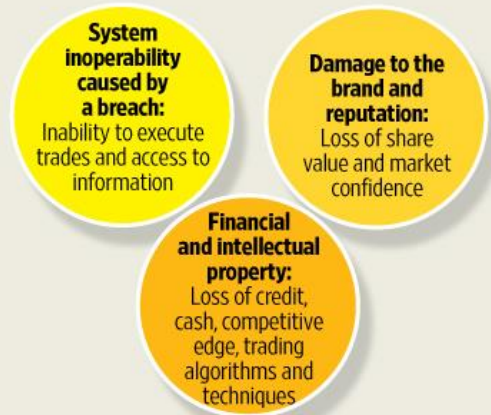 System
inoperability
caused by
a breach:
Inability to execute
trades and access to
information
Damage to the
brand and
reputation:
Loss of share
value and market
confidence
Financial
and intellectual
property:
Loss of credit,
cash, competitive
edge, trading
algorithms and
techniques